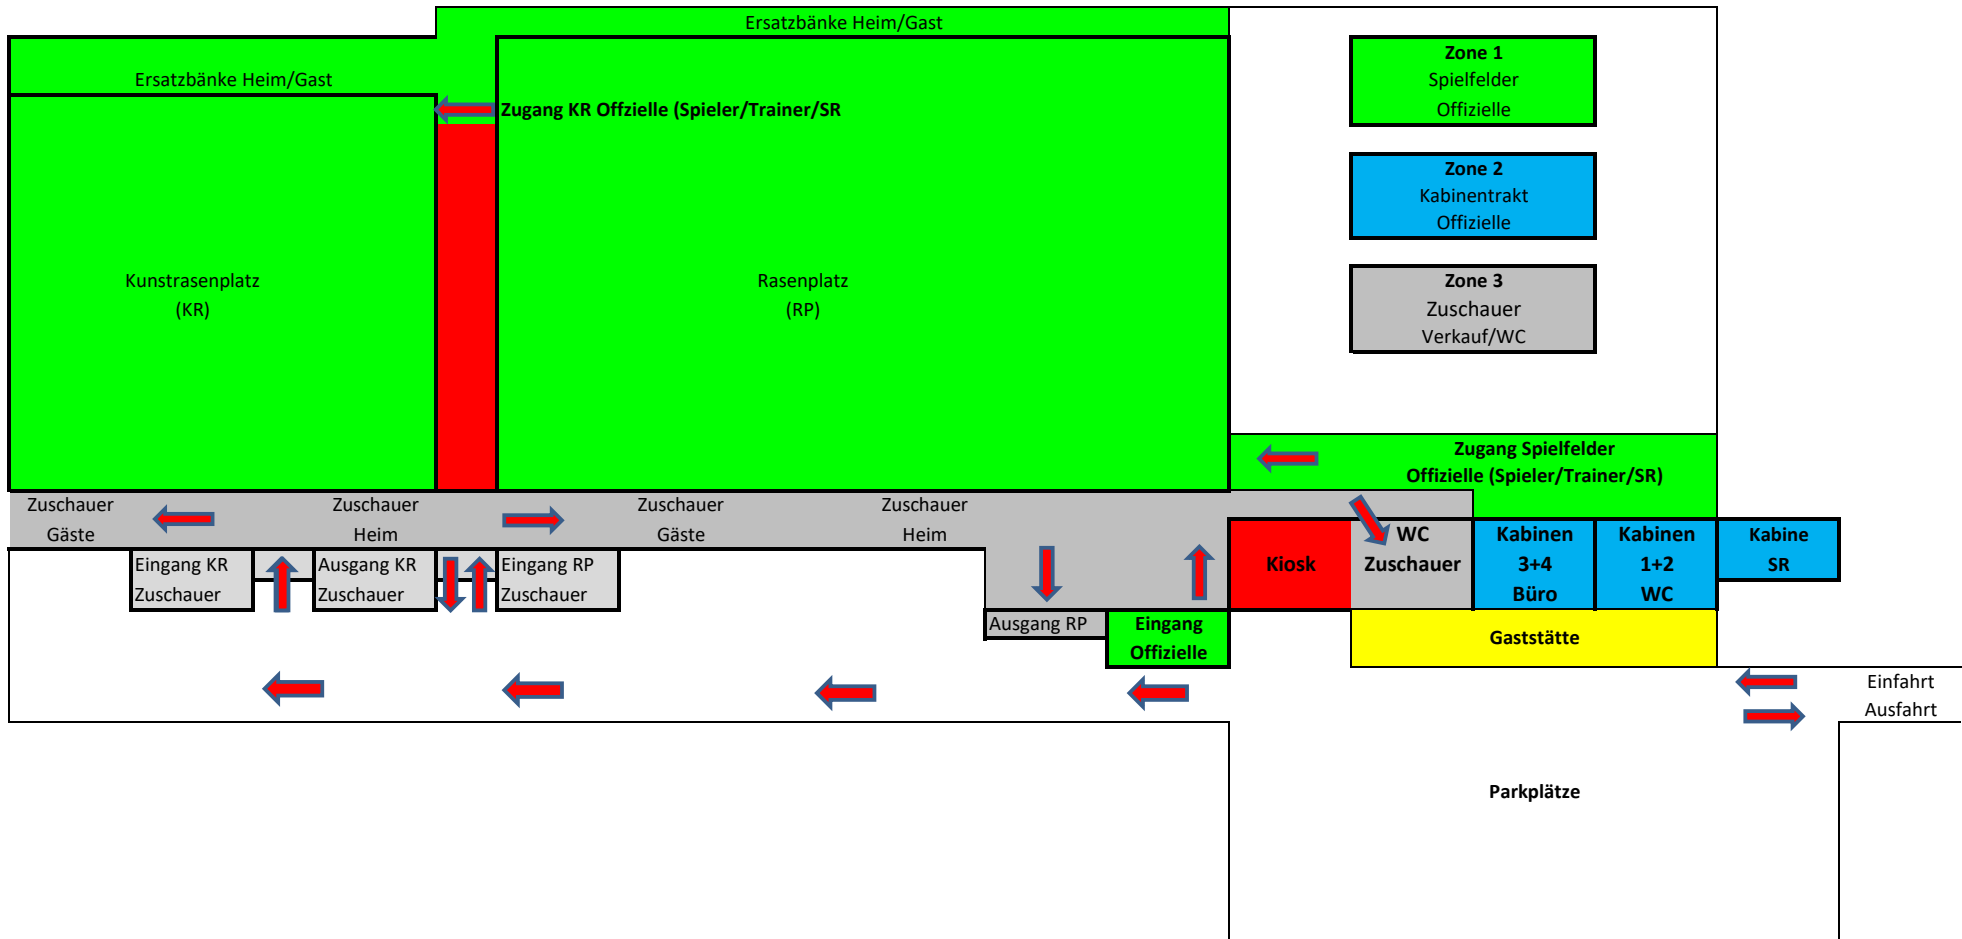 Ersatzbänke Heim/Gast
Ersatzbänke Heim/Gast
Zugang KR Offzielle (Spieler/Trainer/SR
Kunstrasenplatz
(KR)
Rasenplatz
(RP)
Zone 1
Spielfelder
Offizielle
Zone 2
Kabinentrakt
Offizielle
Zone 3
Zuschauer
Verkauf/WC
Zugang Spielfelder
Offizielle (Spieler/Trainer/SR)
Zuschauer
Gäste
Zuschauer
Heim
Zuschauer
Gäste
Zuschauer
Heim
Eingang KR
Zuschauer
Ausgang KR
Zuschauer
Eingang RP
Zuschauer
Ausgang RP
Eingang
Offizielle
Kiosk
WC
Zuschauer
Kabinen
3+4
Büro
Kabinen
1+2
WC
Kabine
SR
Gaststätte
Einfahrt
Ausfahrt
Parkplätze